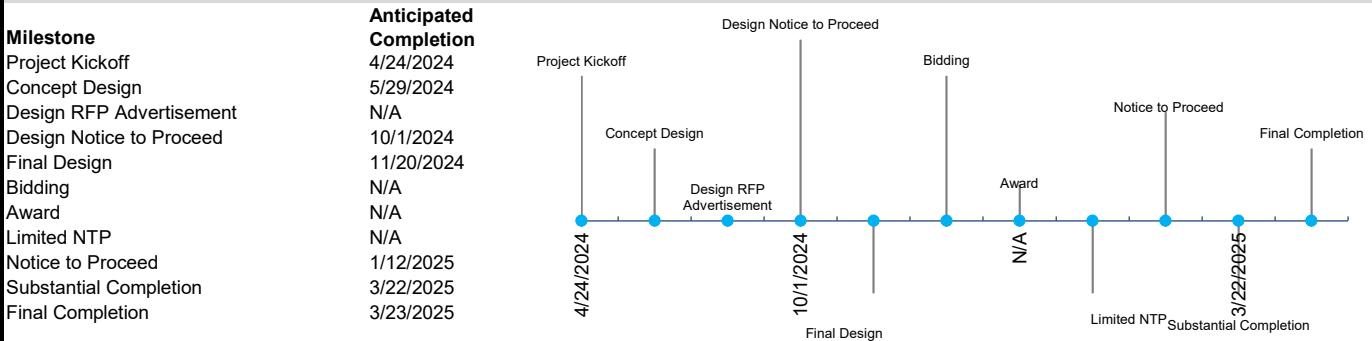 Milestone Anticipated Completion
Project Kickoff 4/24/2024
Concept Design 5/29/2024
Design RFP Advertisement N/A
Design Notice to Proceed 10/1/2024
Final Design 11/20/2024
Bidding N/A
Award N/A
Limited NTP N/A
Notice to Proceed 1/12/2025
Substantial Completion 3/22/2025
Final Completion 3/23/2025
Design Notice to Proceed
Project Kickoff
Bidding
Notice to Proceed
Concept Design
Final Completion
Award
Design RFP
Advertisement
4/24/2024
10/1/2024
N/A
3/22/2025
Limited NTP
Substantial Completion
Final Design